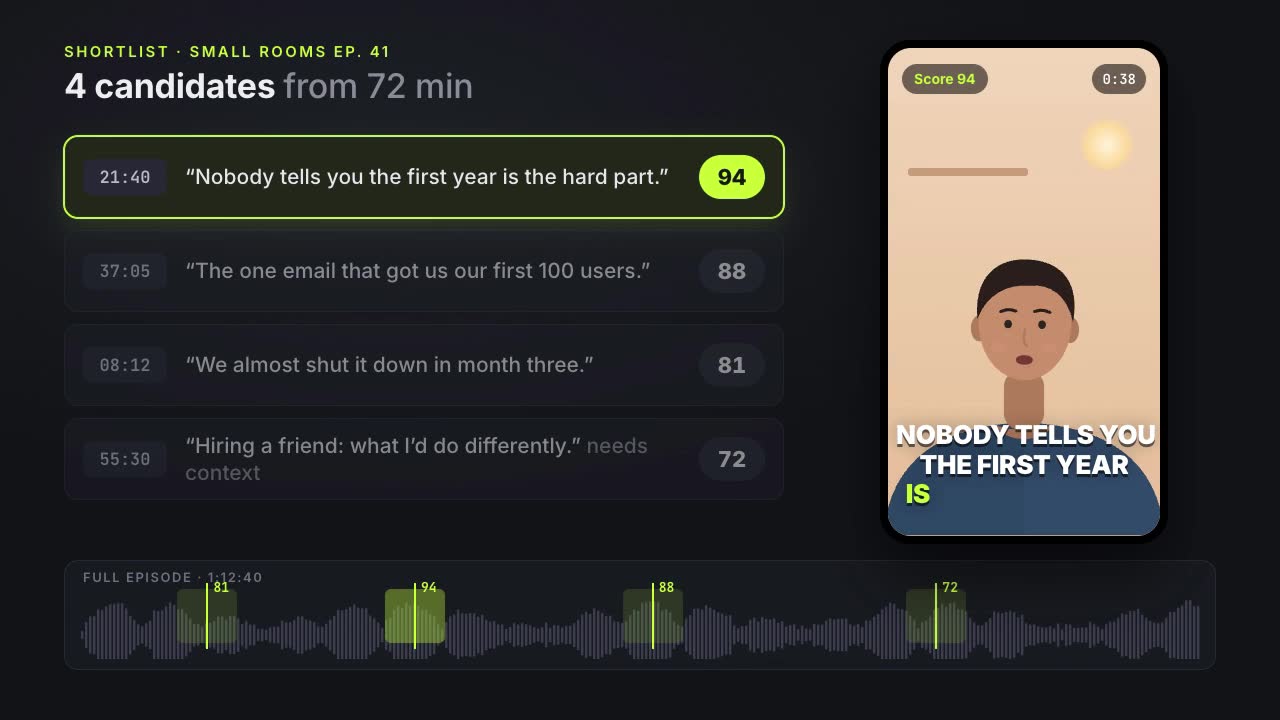 SHORTLIST · SMALL ROOMS EP. 41
4 candidates from 72 min
21:40 “Nobody tells you the first year is the hard part.” 94
37:05 “The one email that got us our first 100 users.” 88
08:12 “We almost shut it down in month three.” 81
55:30 “Hiring a friend: what I’d do differently.” needs
context 72
Score 94 0:38
NOBODY TELLS YOU
THE FIRST YEAR
IS
FULL EPISODE · 1:12:40
81 94 88 72